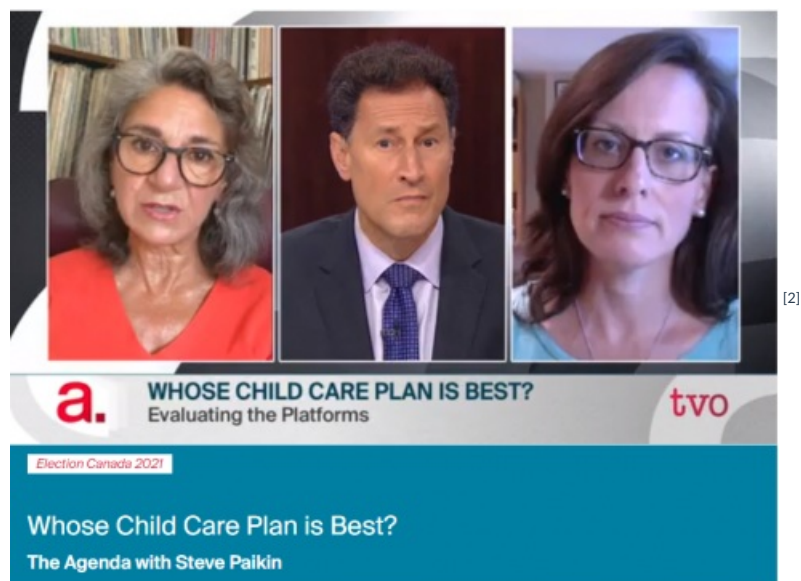 [2]
a.
WHOSE CHILD CARE PLAN IS BEST?
Evaluating the Platforms
tvo
Election Canada 2021
Whose Child Care Plan is Best?
The Agenda with Steve Paikin